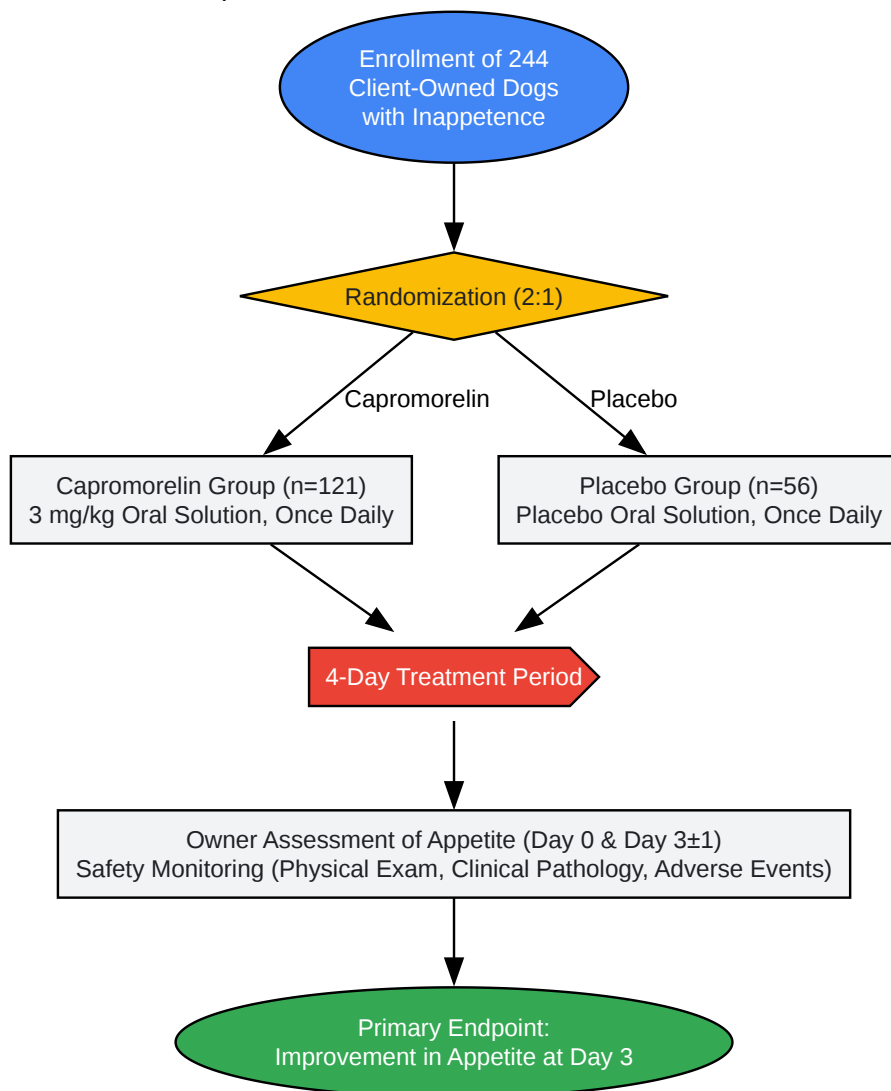 Enrollment of 244
Client-Owned Dogs
with Inappetence
Randomization (2:1)
Capromorelin
Placebo
Capromorelin Group (n=121)
3 mg/kg Oral Solution, Once Daily
Placebo Group (n=56)
Placebo Oral Solution, Once Daily
4-Day Treatment Period
Owner Assessment of Appetite (Day 0 & Day 3±1)
Safety Monitoring (Physical Exam, Clinical Pathology, Adverse Events)
Primary Endpoint:
Improvement in Appetite at Day 3